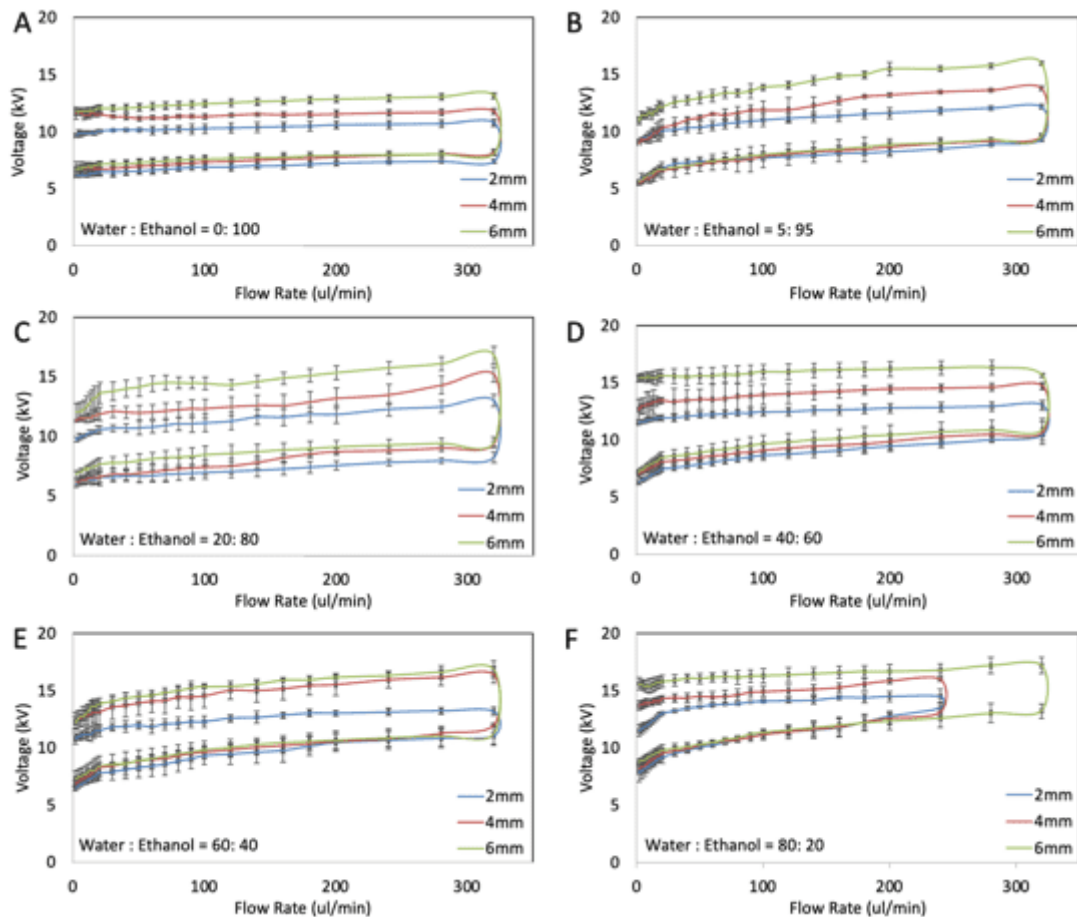 A
20
15
10
5
0
Voltage (kV)
2mm
4mm
6mm
Water : Ethanol = 0: 100
0
100
200
300
Flow Rate (ul/min)
B
20
15
10
5
0
Voltage (kV)
2mm
4mm
6mm
Water : Ethanol = 5: 95
0
100
200
300
Flow Rate (ul/min)
C
20
15
10
5
0
Voltage (kV)
2mm
4mm
6mm
Water : Ethanol = 20: 80
0
100
200
300
Flow Rate (ul/min)
D
20
15
10
5
0
Voltage (kV)
2mm
4mm
6mm
Water : Ethanol = 40: 60
0
100
200
300
Flow Rate (ul/min)
E
20
15
10
5
0
Voltage (kV)
2mm
4mm
6mm
Water : Ethanol = 60: 40
0
100
200
300
Flow Rate (ul/min)
F
20
15
10
5
0
Voltage (kV)
2mm
4mm
6mm
Water : Ethanol = 80: 20
0
100
200
300
Flow Rate (ul/min)